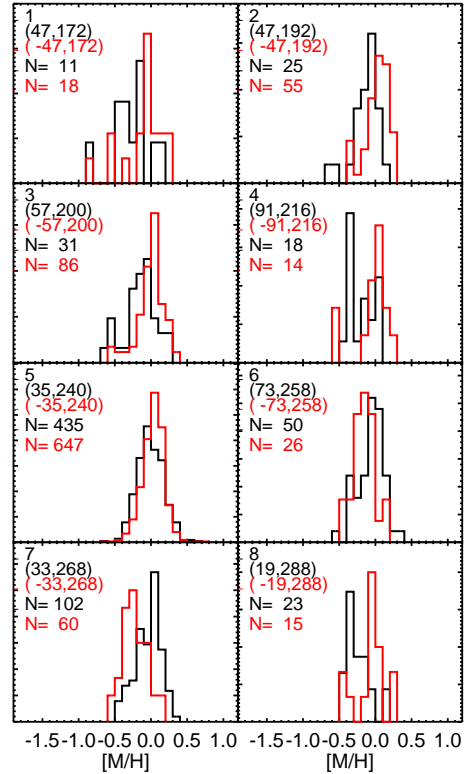 1
(47,172)
( -47,172)
N= 11
N= 18
2
(47,192)
( -47,192)
N= 25
N= 55
3
(57,200)
( -57,200)
N= 31
N= 86
4
(91,216)
( -91,216)
N= 18
N= 14
5
(35,240)
( -35,240)
N= 435
N= 647
6
(73,258)
( -73,258)
N= 50
N= 26
7
(33,268)
( -33,268)
N= 102
N= 60
8
(19,288)
( -19,288)
N= 23
N= 15
-1.5 -1.0 -0.5 0.0 0.5 1.0
-1.5 -1.0 -0.5 0.0 0.5 1.0
[M/H]
[M/H]